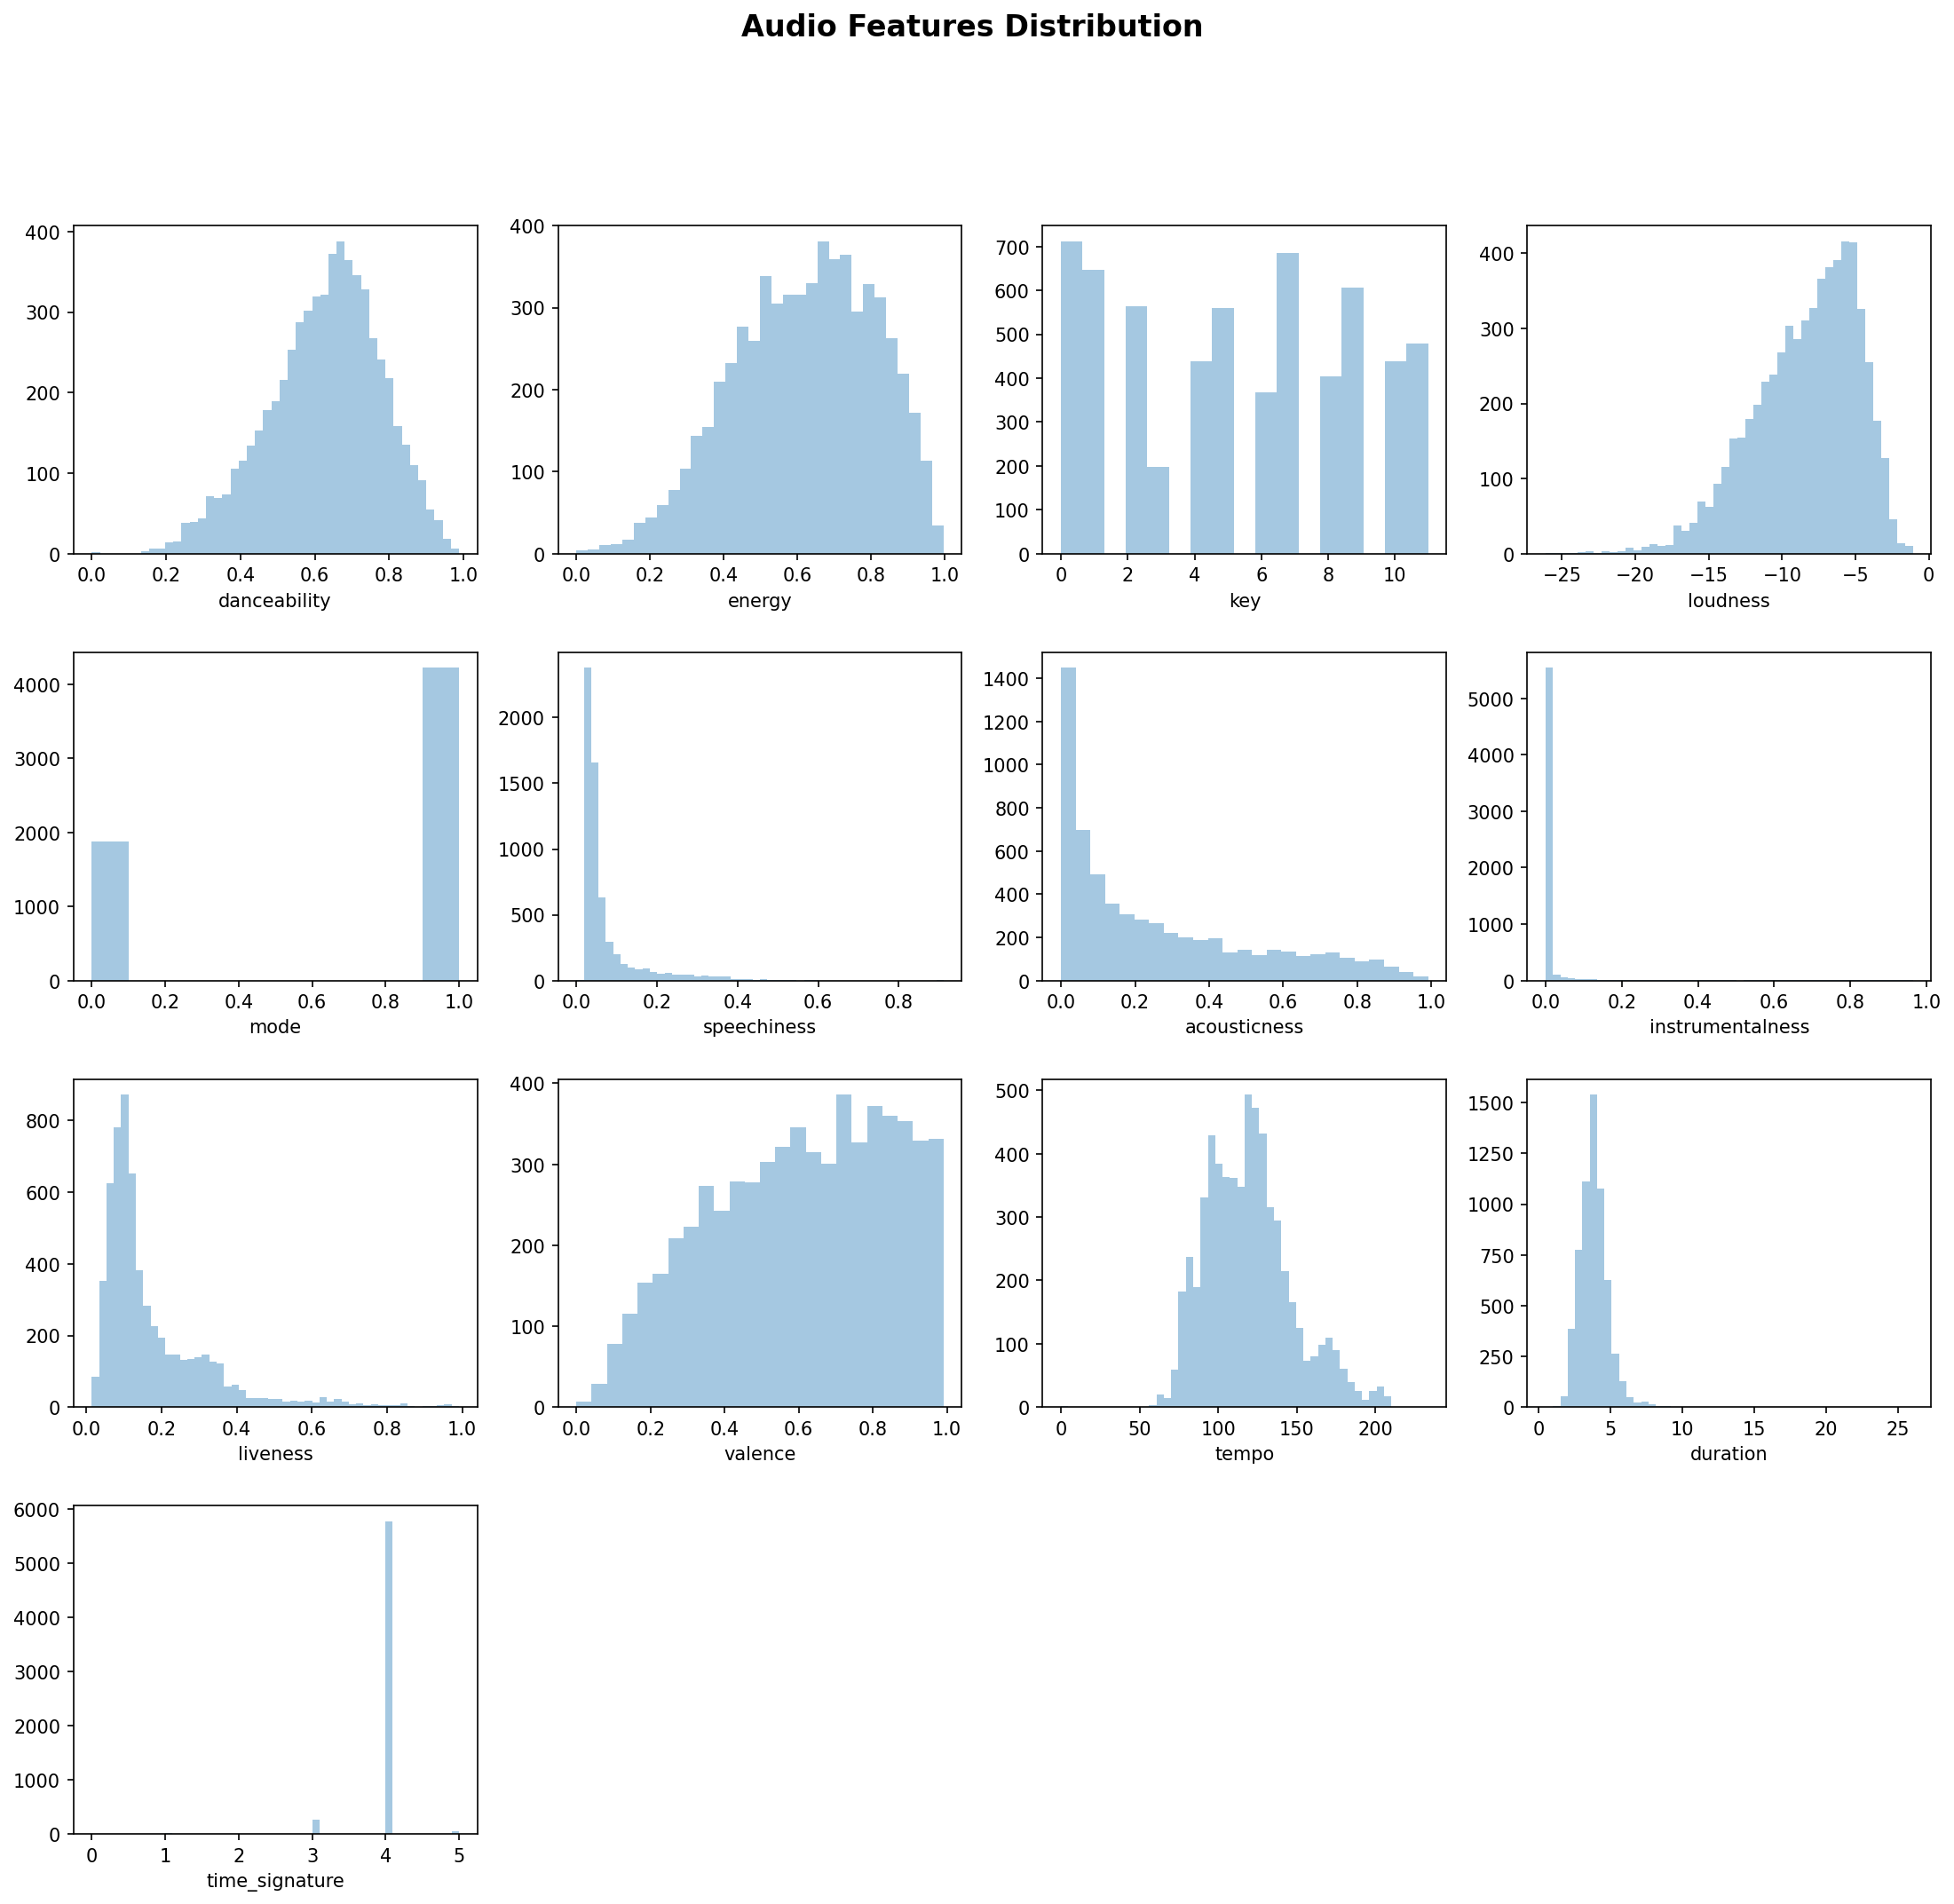 Audio Features Distribution
400
300
200
100
0
0.0 0.2 0.4 0.6 0.8 1.0
danceability
400
300
200
100
0
0.0 0.2 0.4 0.6 0.8 1.0
energy
700
600
500
400
300
200
100
0
0 2 4 6 8 10
key
400
300
200
100
0
−25 −20 −15 −10 −5 0
loudness
4000
3000
2000
1000
0
0.0 0.2 0.4 0.6 0.8 1.0
mode
2000
1500
1000
500
0
0.0 0.2 0.4 0.6 0.8
speechiness
1400
1200
1000
800
600
400
200
0
0.0 0.2 0.4 0.6 0.8 1.0
acousticness
5000
4000
3000
2000
1000
0
0.0 0.2 0.4 0.6 0.8 1.0
instrumentalness
800
600
400
200
0
0.0 0.2 0.4 0.6 0.8 1.0
liveness
400
300
200
100
0
0.0 0.2 0.4 0.6 0.8 1.0
valence
500
400
300
200
100
0
0 50 100 150 200
tempo
1500
1250
1000
750
500
250
0
0 5 10 15 20 25
duration
6000
5000
4000
3000
2000
1000
0
0 1 2 3 4 5
time_signature